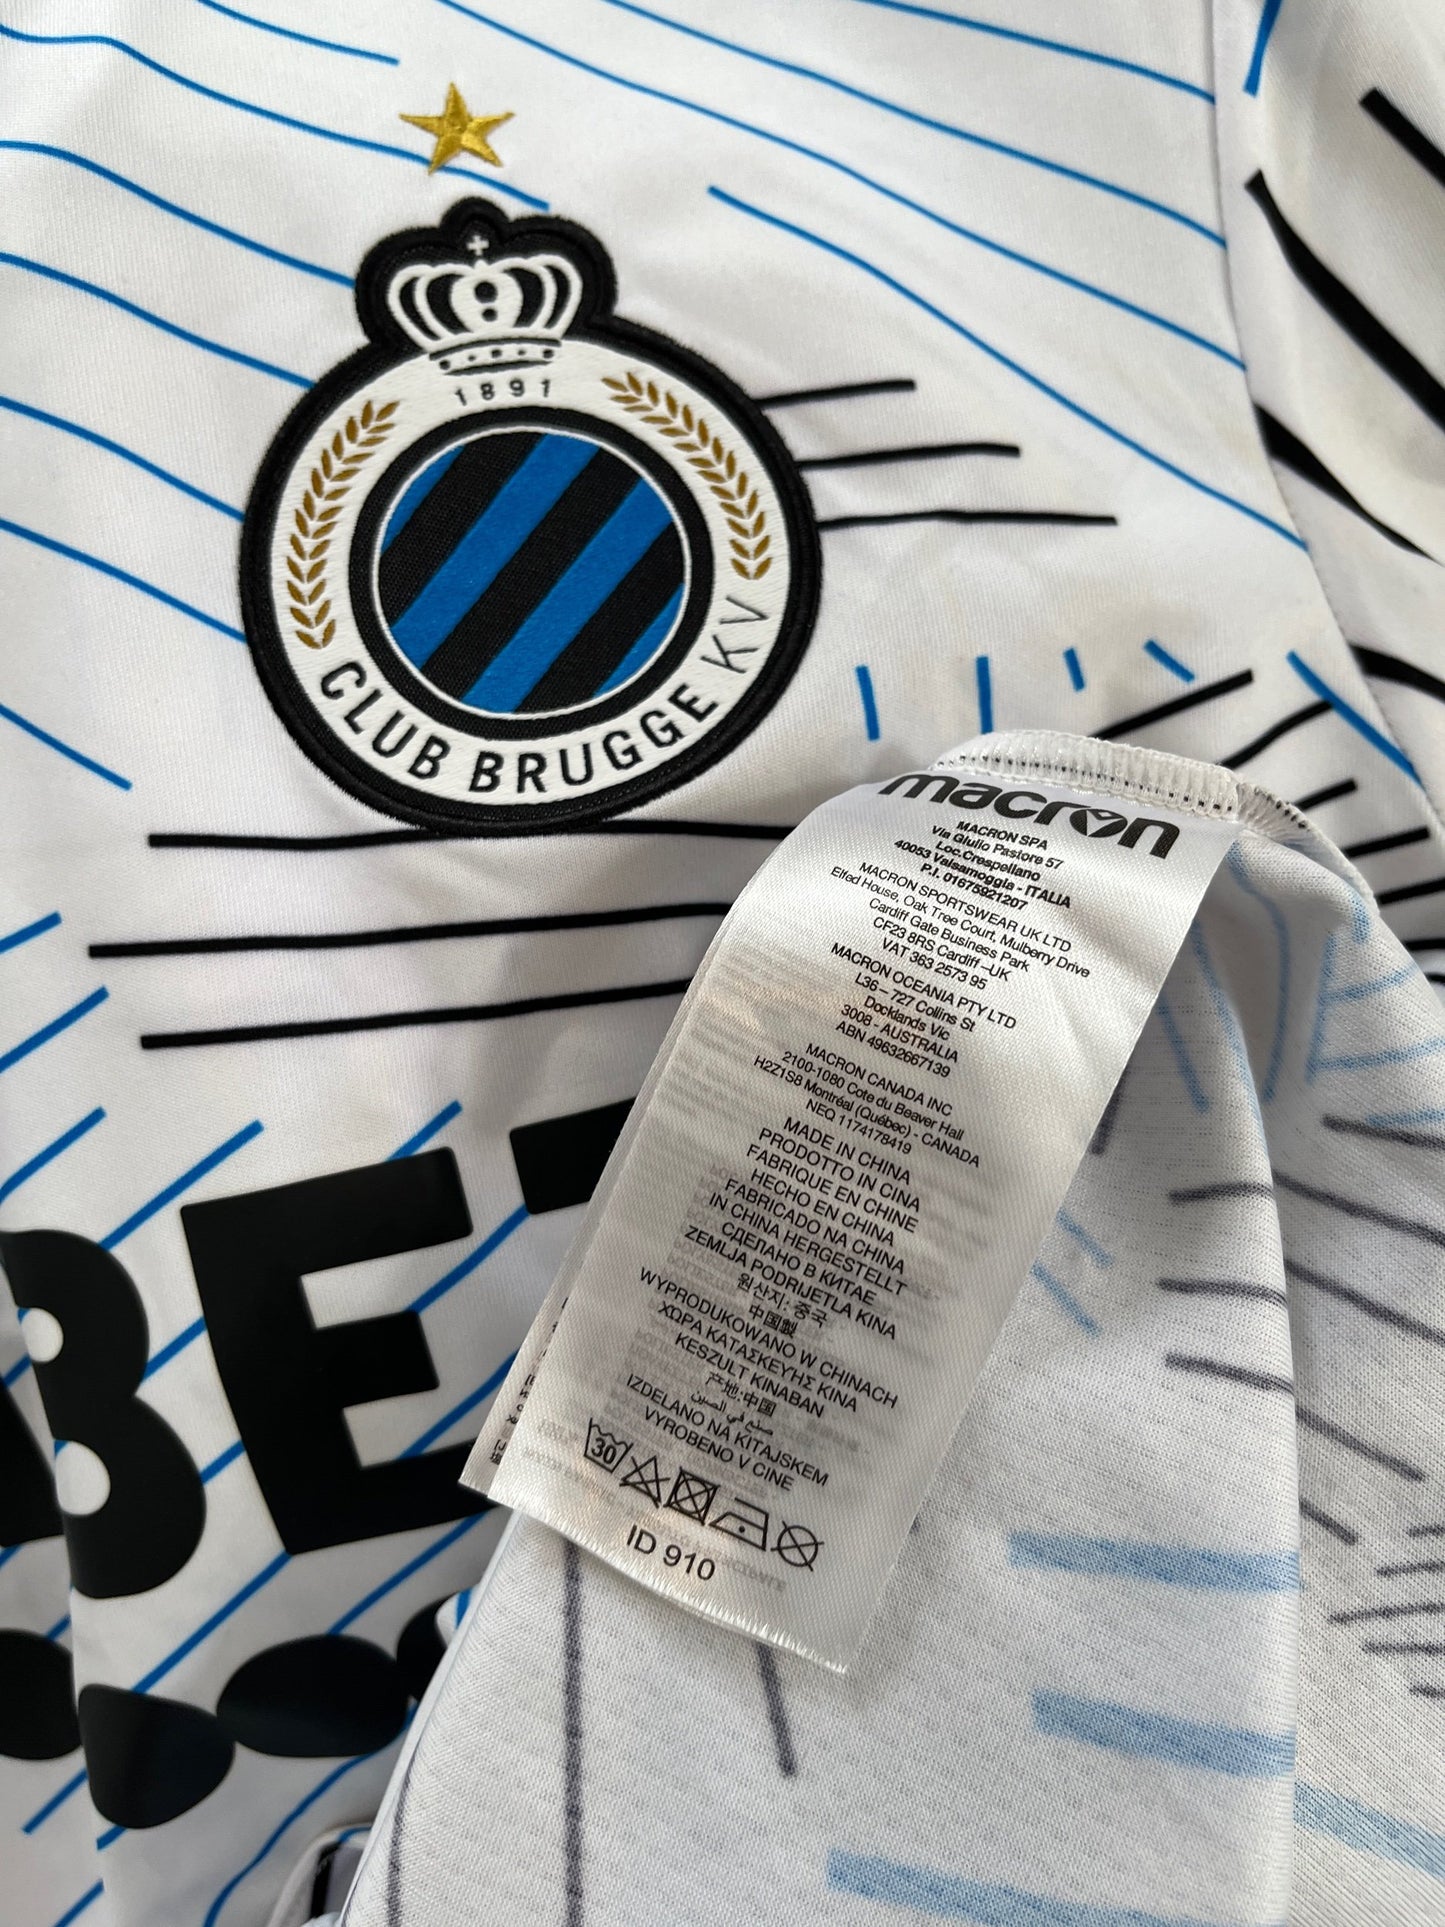 1891
CLUB BRUGGE KV
BET
macron
MACRON SPA
Via Giulio Pastore 57
Loc.Crespellano
40053 Valsamoggia - ITALIA
P.I. 01675921207
MACRON SPORTSWEAR UK LTD
Elfed House, Oak Tree Court, Mulberry Drive
Cardiff Gate Business Park
CF23 8RS Cardiff –UK
VAT 363 2573 95
MACRON OCEANIA PTY LTD
L36 – 727 Collins St
Docklands Vic
3008 - AUSTRALIA
ABN 49632667139
MACRON CANADA INC
2100-1080 Cote du Beaver Hall
H2Z1S8 Montréal (Québec) - CANADA
NEQ 1174178419
MADE IN CHINA
PRODOTTO IN CINA
FABRIQUE EN CHINE
HECHO EN CHINA
FABRICADO NA CHINA
IN CHINA HERGESTELLT
СДЕЛАНО В КИТАЕ
ZEMLJA PODRIJETLA KINA
원산지: 중국
中国製
WYPRODUKOWANO W CHINACH
ΧΩΡΑ ΚΑΤΑΣΚΕΥΗΣ ΚΙΝΑ
KESZULT KINABAN
产地:中国
صنع في الصين
IZDELANO NA KITAJSKEM
VYROBENO V CINE
30
ID 910